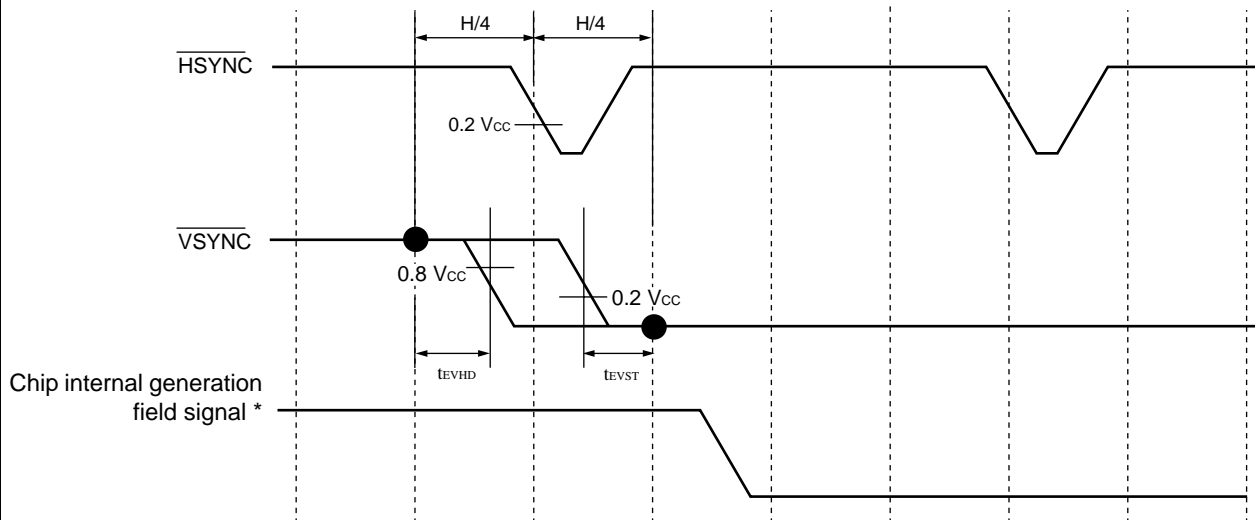 H/4 H/4
HSYNC
0.2 VCC
VSYNC
0.8 VCC
0.2 VCC
tEVHD tEVST
Chip internal generation
field signal *